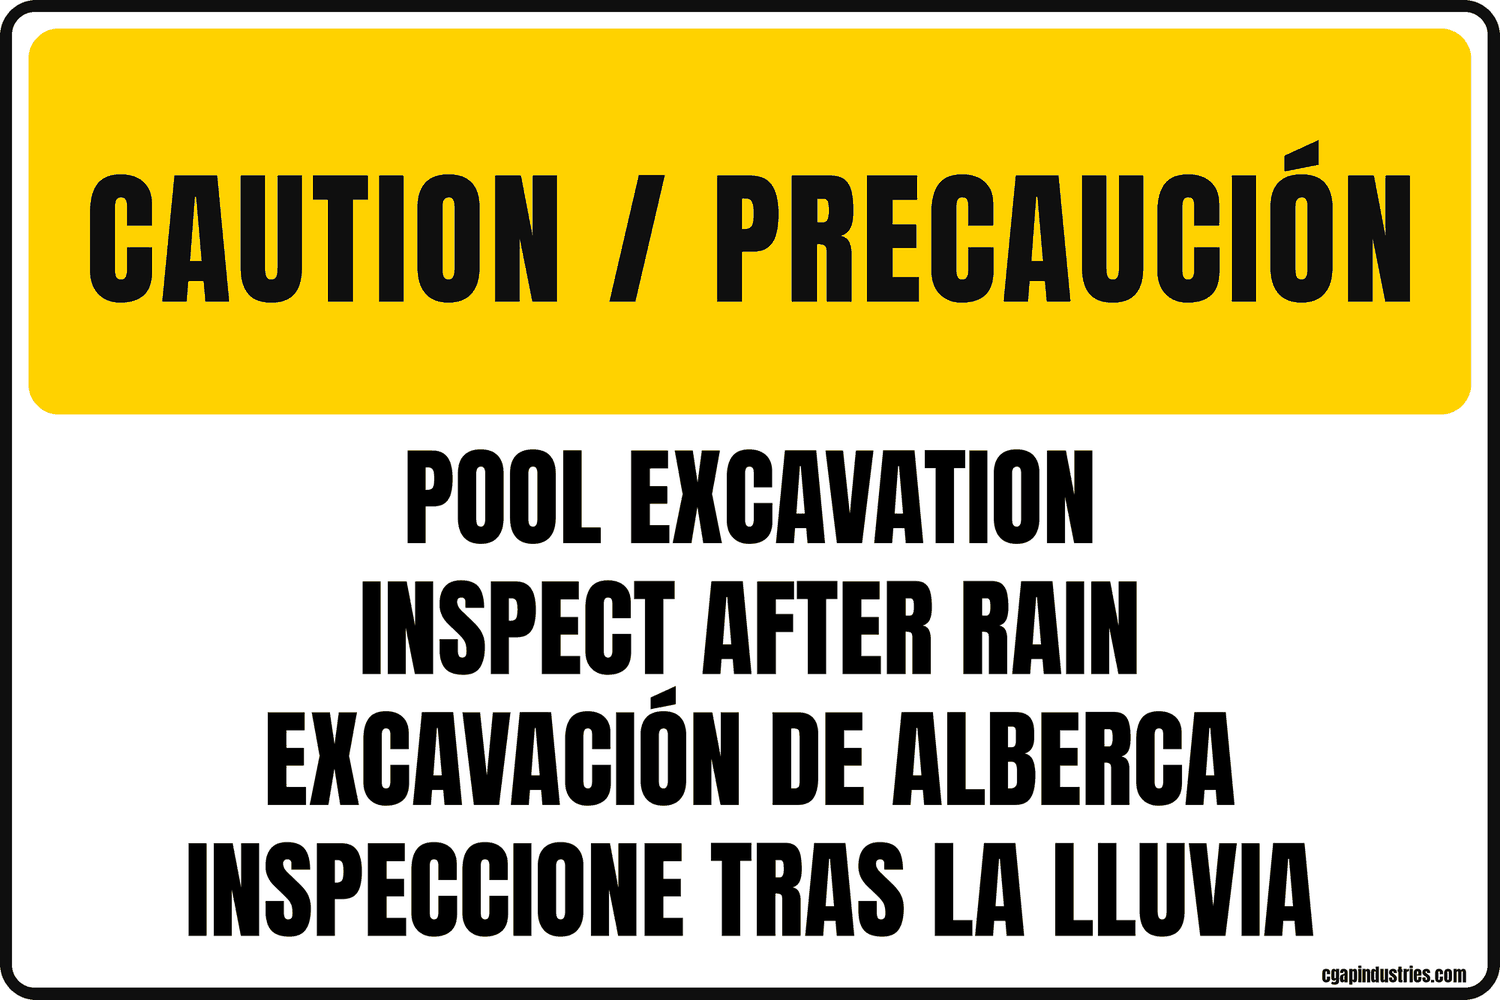 CAUTION / PRECAUCIÓN
POOL EXCAVATION
INSPECT AFTER RAIN
EXCAVACIÓN DE ALBERCA
INSPECCIONE TRAS LA LLUVIA
cgapindustries.com